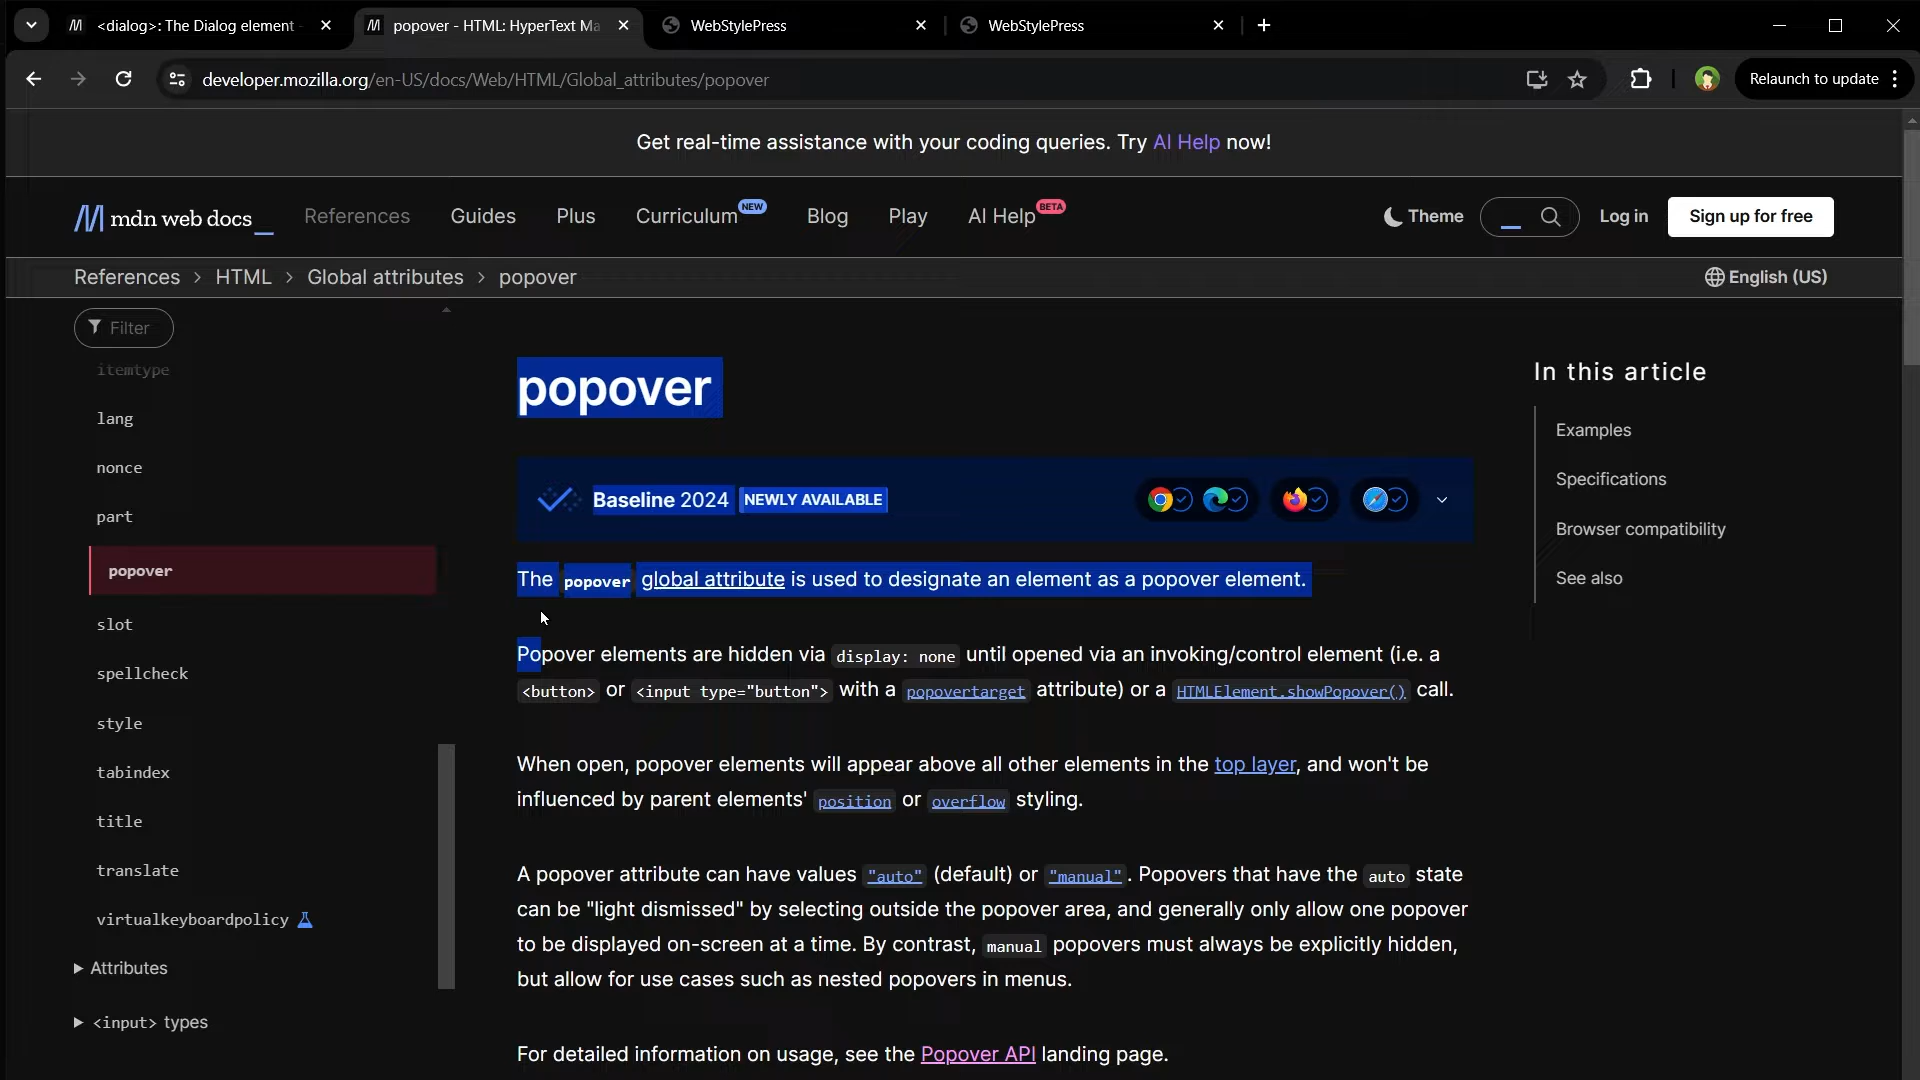 <dialog>: The Dialog element
popover - HTML: HyperText Ma
WebStylePress
WebStylePress
developer.mozilla.org/en-US/docs/Web/HTML/Global_attributes/popover
Relaunch to update
Get real-time assistance with your coding queries. Try AI Help now!
mdn web docs_
References
Guides
Plus
Curriculum NEW
Blog
Play
AI Help BETA
Theme
Log in
Sign up for free
References > HTML > Global attributes > popover
English (US)
Filter
itemtype
lang
nonce
part
popover
slot
spellcheck
style
tabindex
title
translate
virtualkeyboardpolicy
Attributes
<input> types
popover
Baseline 2024 NEWLY AVAILABLE
The popover global attribute is used to designate an element as a popover element.
Popover elements are hidden via display: none until opened via an invoking/control element (i.e. a
<button> or <input type="button"> with a popovertarget attribute) or a HTMLElement.showPopover() call.
When open, popover elements will appear above all other elements in the top layer, and won't be
influenced by parent elements' position or overflow styling.
A popover attribute can have values "auto" (default) or "manual". Popovers that have the auto state
can be "light dismissed" by selecting outside the popover area, and generally only allow one popover
to be displayed on-screen at a time. By contrast, manual popovers must always be explicitly hidden,
but allow for use cases such as nested popovers in menus.
For detailed information on usage, see the Popover API landing page.
In this article
Examples
Specifications
Browser compatibility
See also